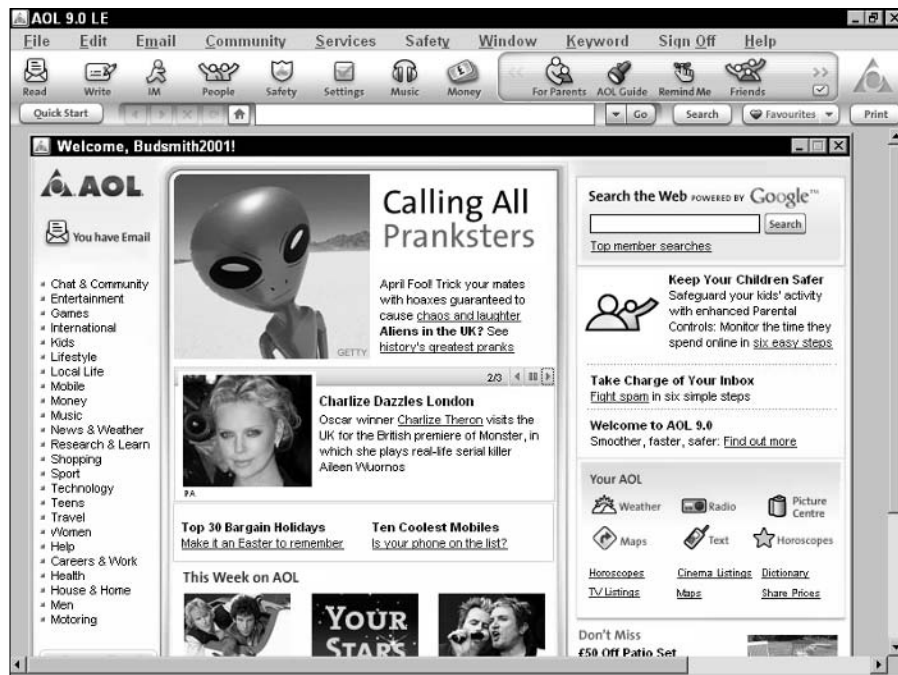 AOL 9.0 LE
File Edit Email Community Services Safety Window Keyword Sign Off Help
Read Write IM People Safety Settings Music Money For Parents AOL Guide Remind Me Friends
Quick Start Go Search Favourites Print
Welcome, Budsmith2001!
AOL
You have Email
Chat & Community
Entertainment
Games
International
Kids
Lifestyle
Local Life
Mobile
Money
Music
News & Weather
Research & Learn
Shopping
Sport
Technology
Teens
Travel
Women
Help
Careers & Work
Health
House & Home
Men
Motoring
Calling All
Pranksters
April Fool! Trick your mates
with hoaxes guaranteed to
cause chaos and laughter
Aliens in the UK? See
history's greatest pranks
GETTY
2/3
Charlize Dazzles London
Oscar winner Charlize Theron visits the
UK for the British premiere of Monster, in
which she plays real-life serial killer
Aileen Wuornos
PA
Top 30 Bargain Holidays
Make it an Easter to remember
Ten Coolest Mobiles
Is your phone on the list?
This Week on AOL
YOUR
STARS
Search the Web POWERED BY Google™
Search
Top member searches
Keep Your Children Safer
Safeguard your kids' activity
with enhanced Parental
Controls: Monitor the time they
spend online in six easy steps
Take Charge of Your Inbox
Fight spam in six simple steps
Welcome to AOL 9.0
Smoother, faster, safer: Find out more
Your AOL
Weather Radio Picture
Centre
Maps Text Horoscopes
Horoscopes Cinema Listings Dictionary
TV Listings Maps Share Prices
Don't Miss
£50 Off Patio Set